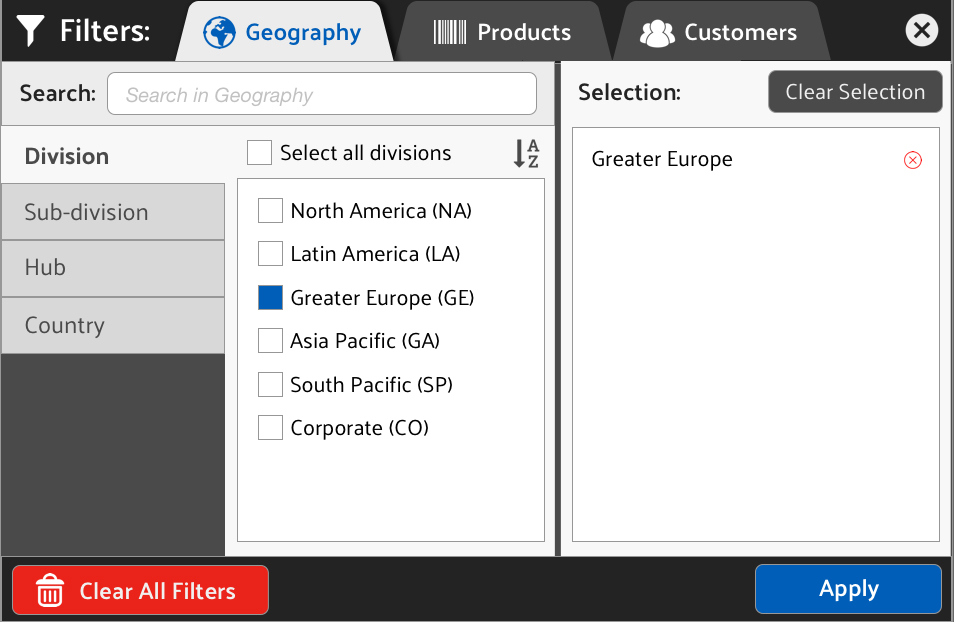 Filters:
Geography
Products
Customers
Search:
Search in Geography
Selection:
Clear Selection
Division
Sub-division
Hub
Country
Select all divisions
A
Z
North America (NA)
Latin America (LA)
Greater Europe (GE)
Asia Pacific (GA)
South Pacific (SP)
Corporate (CO)
Greater Europe
Clear All Filters
Apply